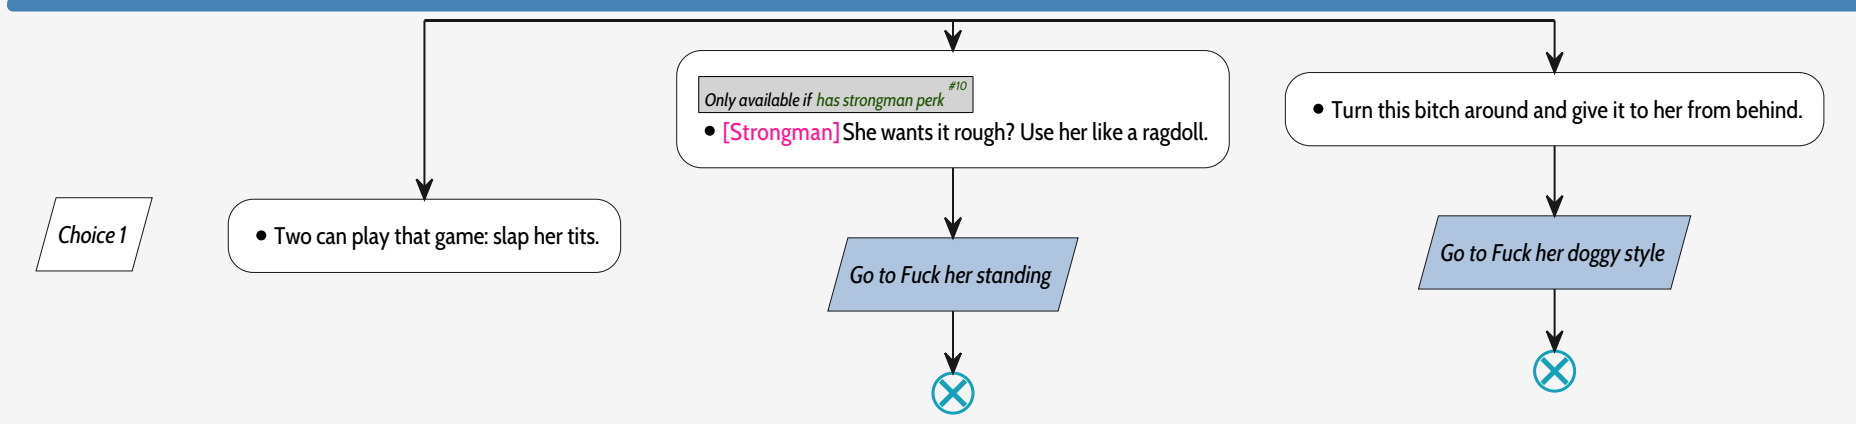 Only available if has strongman perk #10
• [Strongman] She wants it rough? Use her like a ragdoll.
• Turn this bitch around and give it to her from behind.
Choice 1
• Two can play that game: slap her tits.
Go to Fuck her standing
Go to Fuck her doggy style